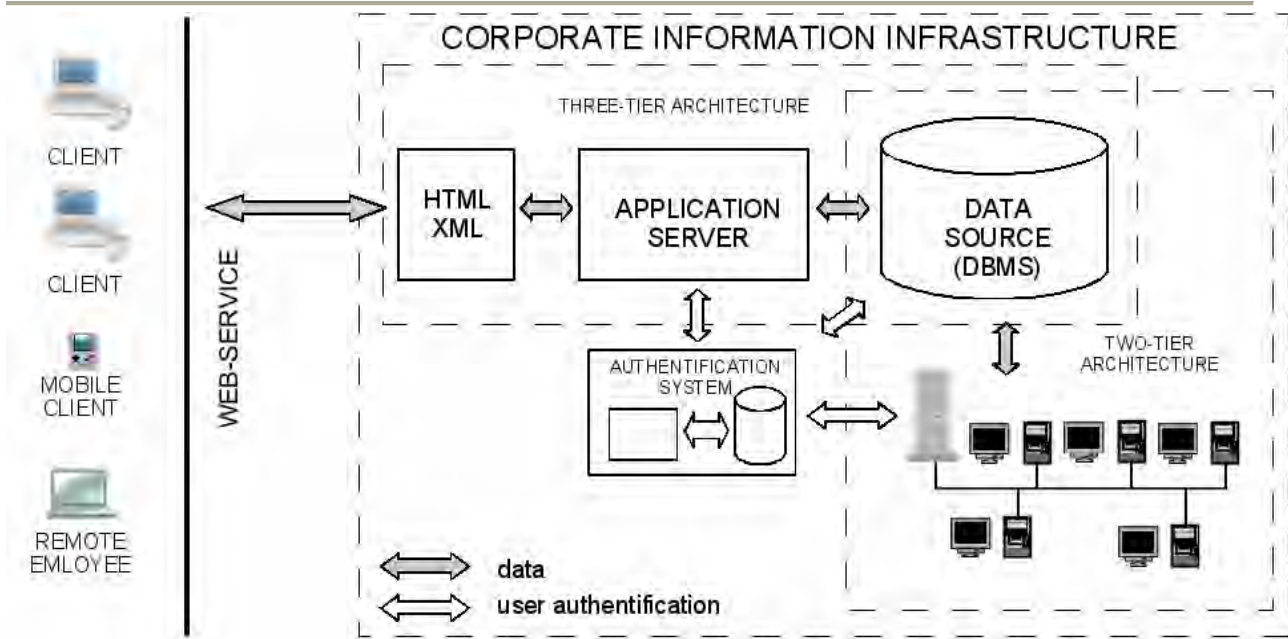 CORPORATE INFORMATION INFRASTRUCTURE
THREE-TIER ARCHITECTURE
CLIENT
CLIENT
MOBILE
CLIENT
REMOTE
EMLOYEE
WEB-SERVICE
HTML
XML
APPLICATION
SERVER
DATA
SOURCE
(DBMS)
TWO-TIER
ARCHITECTURE
AUTHENTIFICATION
SYSTEM
data
user authentification